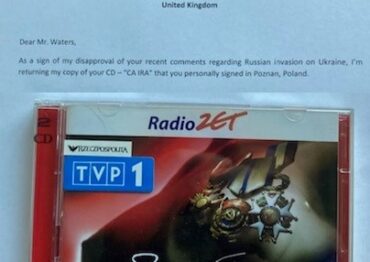 United Kingdom
Dear Mr. Waters,
As a sign of my disapproval of your recent comments regarding Russian invasion on Ukraine, I'm
returning my copy of your CD – "CA IRA" that you personally signed in Poznan, Poland.
Radio ZET
2
CD
RZECZPOSPOLITA
TVP 1